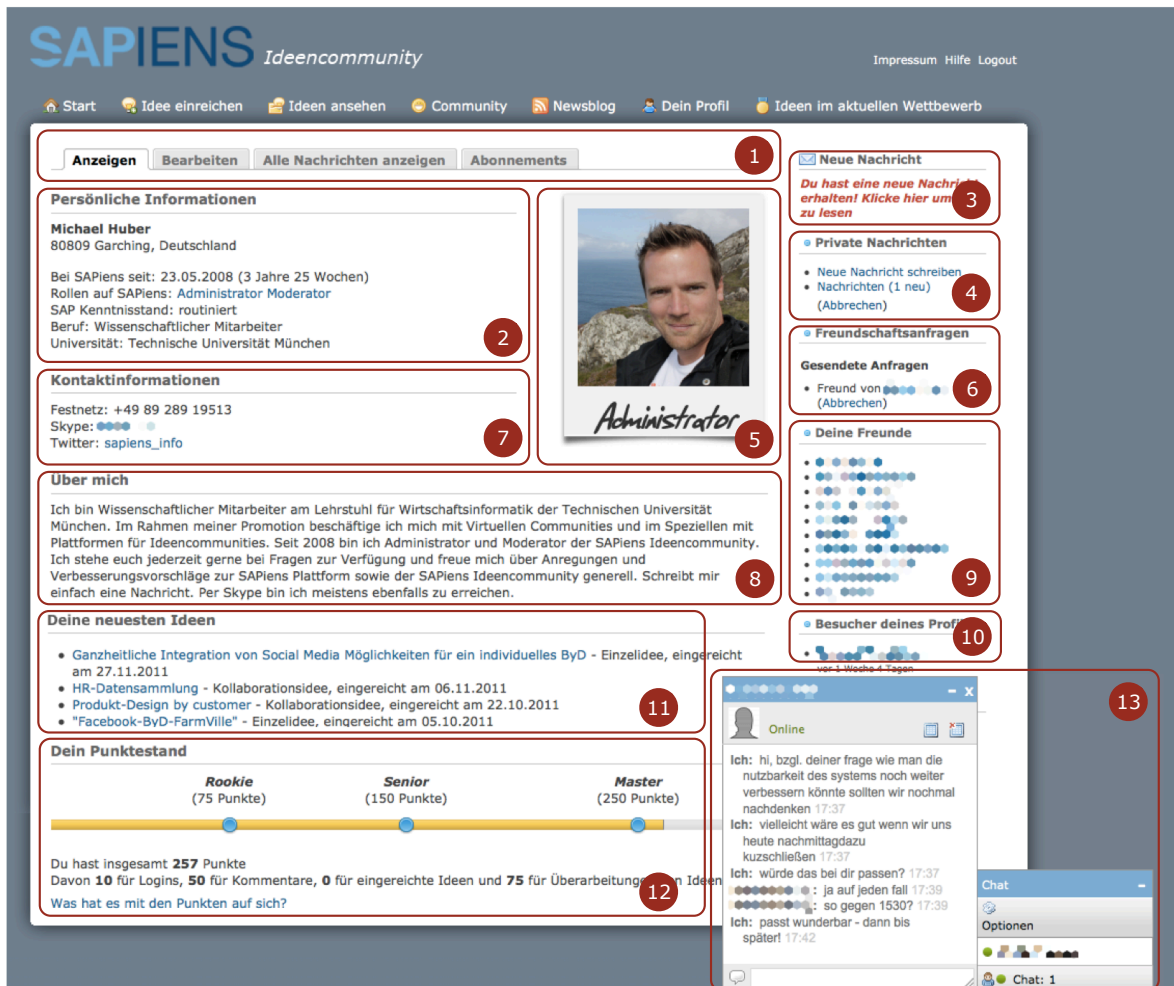 SAPIENS Ideencommunity
Impressum Hilfe Logout
Start Idee einreichen Ideen ansehen Community Newsblog Dein Profil Ideen im aktuellen Wettbewerb
Anzeigen Bearbeiten Alle Nachrichten anzeigen Abonnements
1
Persönliche Informationen
Michael Huber
80809 Garching, Deutschland
Bei SAPiens seit: 23.05.2008 (3 Jahre 25 Wochen)
Rollen auf SAPiens: Administrator Moderator
SAP Kenntnisstand: routiniert
Beruf: Wissenschaftlicher Mitarbeiter
Universität: Technische Universität München
2
Administrator
5
Neue Nachricht
Du hast eine neue Nachricht
erhalten! Klicke hier um
zu lesen
3
Private Nachrichten
Neue Nachricht schreiben
Nachrichten (1 neu)
(Abbrechen)
4
Freundschaftsanfragen
Gesendete Anfragen
Freund von
(Abbrechen)
6
Kontaktinformationen
Festnetz: +49 89 289 19513
Skype:
Twitter: sapiens_info
7
Deine Freunde
9
Über mich
Ich bin Wissenschaftlicher Mitarbeiter am Lehrstuhl für Wirtschaftsinformatik der Technischen Universität
München. Im Rahmen meiner Promotion beschäftige ich mich mit Virtuellen Communities und im Speziellen mit
Plattformen für Ideencommunities. Seit 2008 bin ich Administrator und Moderator der SAPiens Ideencommunity.
Ich stehe euch jederzeit gerne bei Fragen zur Verfügung und freue mich über Anregungen und
Verbesserungsvorschläge zur SAPiens Plattform sowie der SAPiens Ideencommunity generell. Schreibt mir
einfach eine Nachricht. Per Skype bin ich meistens ebenfalls zu erreichen.
8
Besucher deines Profils
10
vor 1 Woche 4 Tagen
Deine neuesten Ideen
Ganzheitliche Integration von Social Media Möglichkeiten für ein individuelles ByD - Einzelidee, eingereicht
am 27.11.2011
HR-Datensammlung - Kollaborationsidee, eingereicht am 06.11.2011
Produkt-Design by customer - Kollaborationsidee, eingereicht am 22.10.2011
"Facebook-ByD-FarmVille" - Einzelidee, eingereicht am 05.10.2011
11
Dein Punktestand
Rookie Senior Master
(75 Punkte) (150 Punkte) (250 Punkte)
Du hast insgesamt 257 Punkte
Davon 10 für Logins, 50 für Kommentare, 0 für eingereichte Ideen und 75 für Ideen
Was hat es mit den Punkten auf sich?
12
13
– x
Online
Ich: hi, bzgl. deiner frage wie man die
nutzbarkeit des systems noch weiter
verbessern könnte sollten wir nochmal
nachdenken 17:37
Ich: vielleicht wäre es gut wenn wir uns
heute nachmittagdazu
kuzschließen 17:37
Ich: würde das bei dir passen? 17:37
: ja auf jeden fall 17:39
: so gegen 1530? 17:39
Ich: passt wunderbar - dann bis
später! 17:42
Chat –
Optionen
Chat: 1